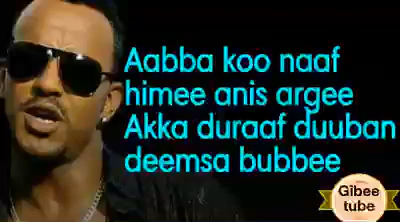 Aabba koo naaf
himee anis argee
Akka duraaf duuban
deemsa bubbee
Gibee
tube